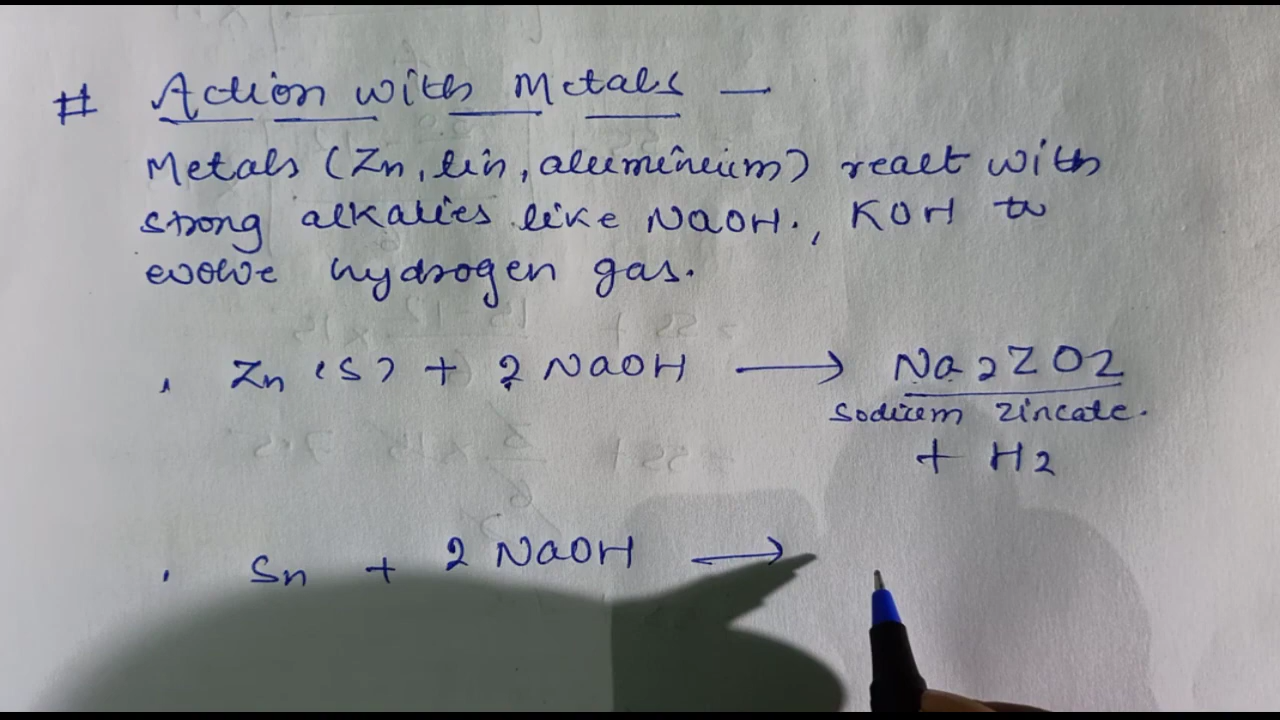 # Action with Metals —
Metals (Zn, tin, alumineium) react with
strong alkalies like NaOH., KOH to
evolve hydrogen gas.
. Zn (s) + 2 NaOH ⟶ Na2ZO2
Sodium zincate.
+ H2
. Sn + 2 NaOH ⟶